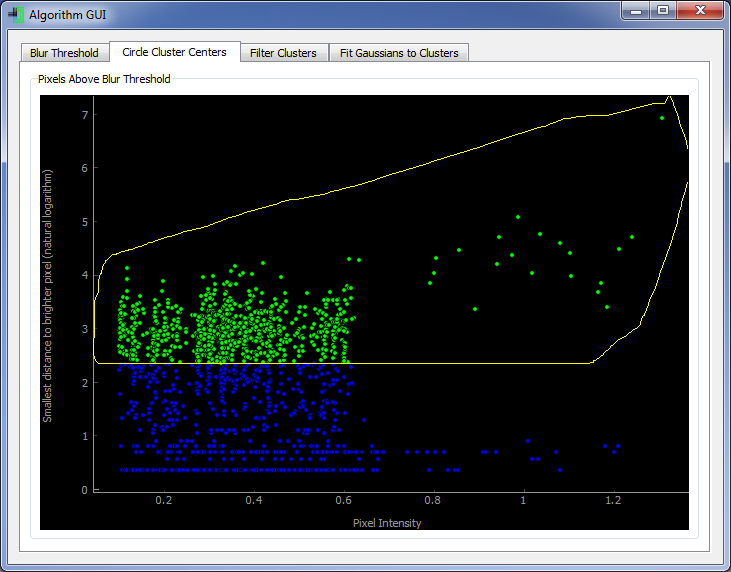 Algorithm GUI
Blur Threshold
Circle Cluster Centers
Filter Clusters
Fit Gaussians to Clusters
Pixels Above Blur Threshold
Smallest distance to brighter pixel (natural logarithm)
7
6
5
4
3
2
1
0
0.2
0.4
0.6
0.8
1
1.2
Pixel Intensity